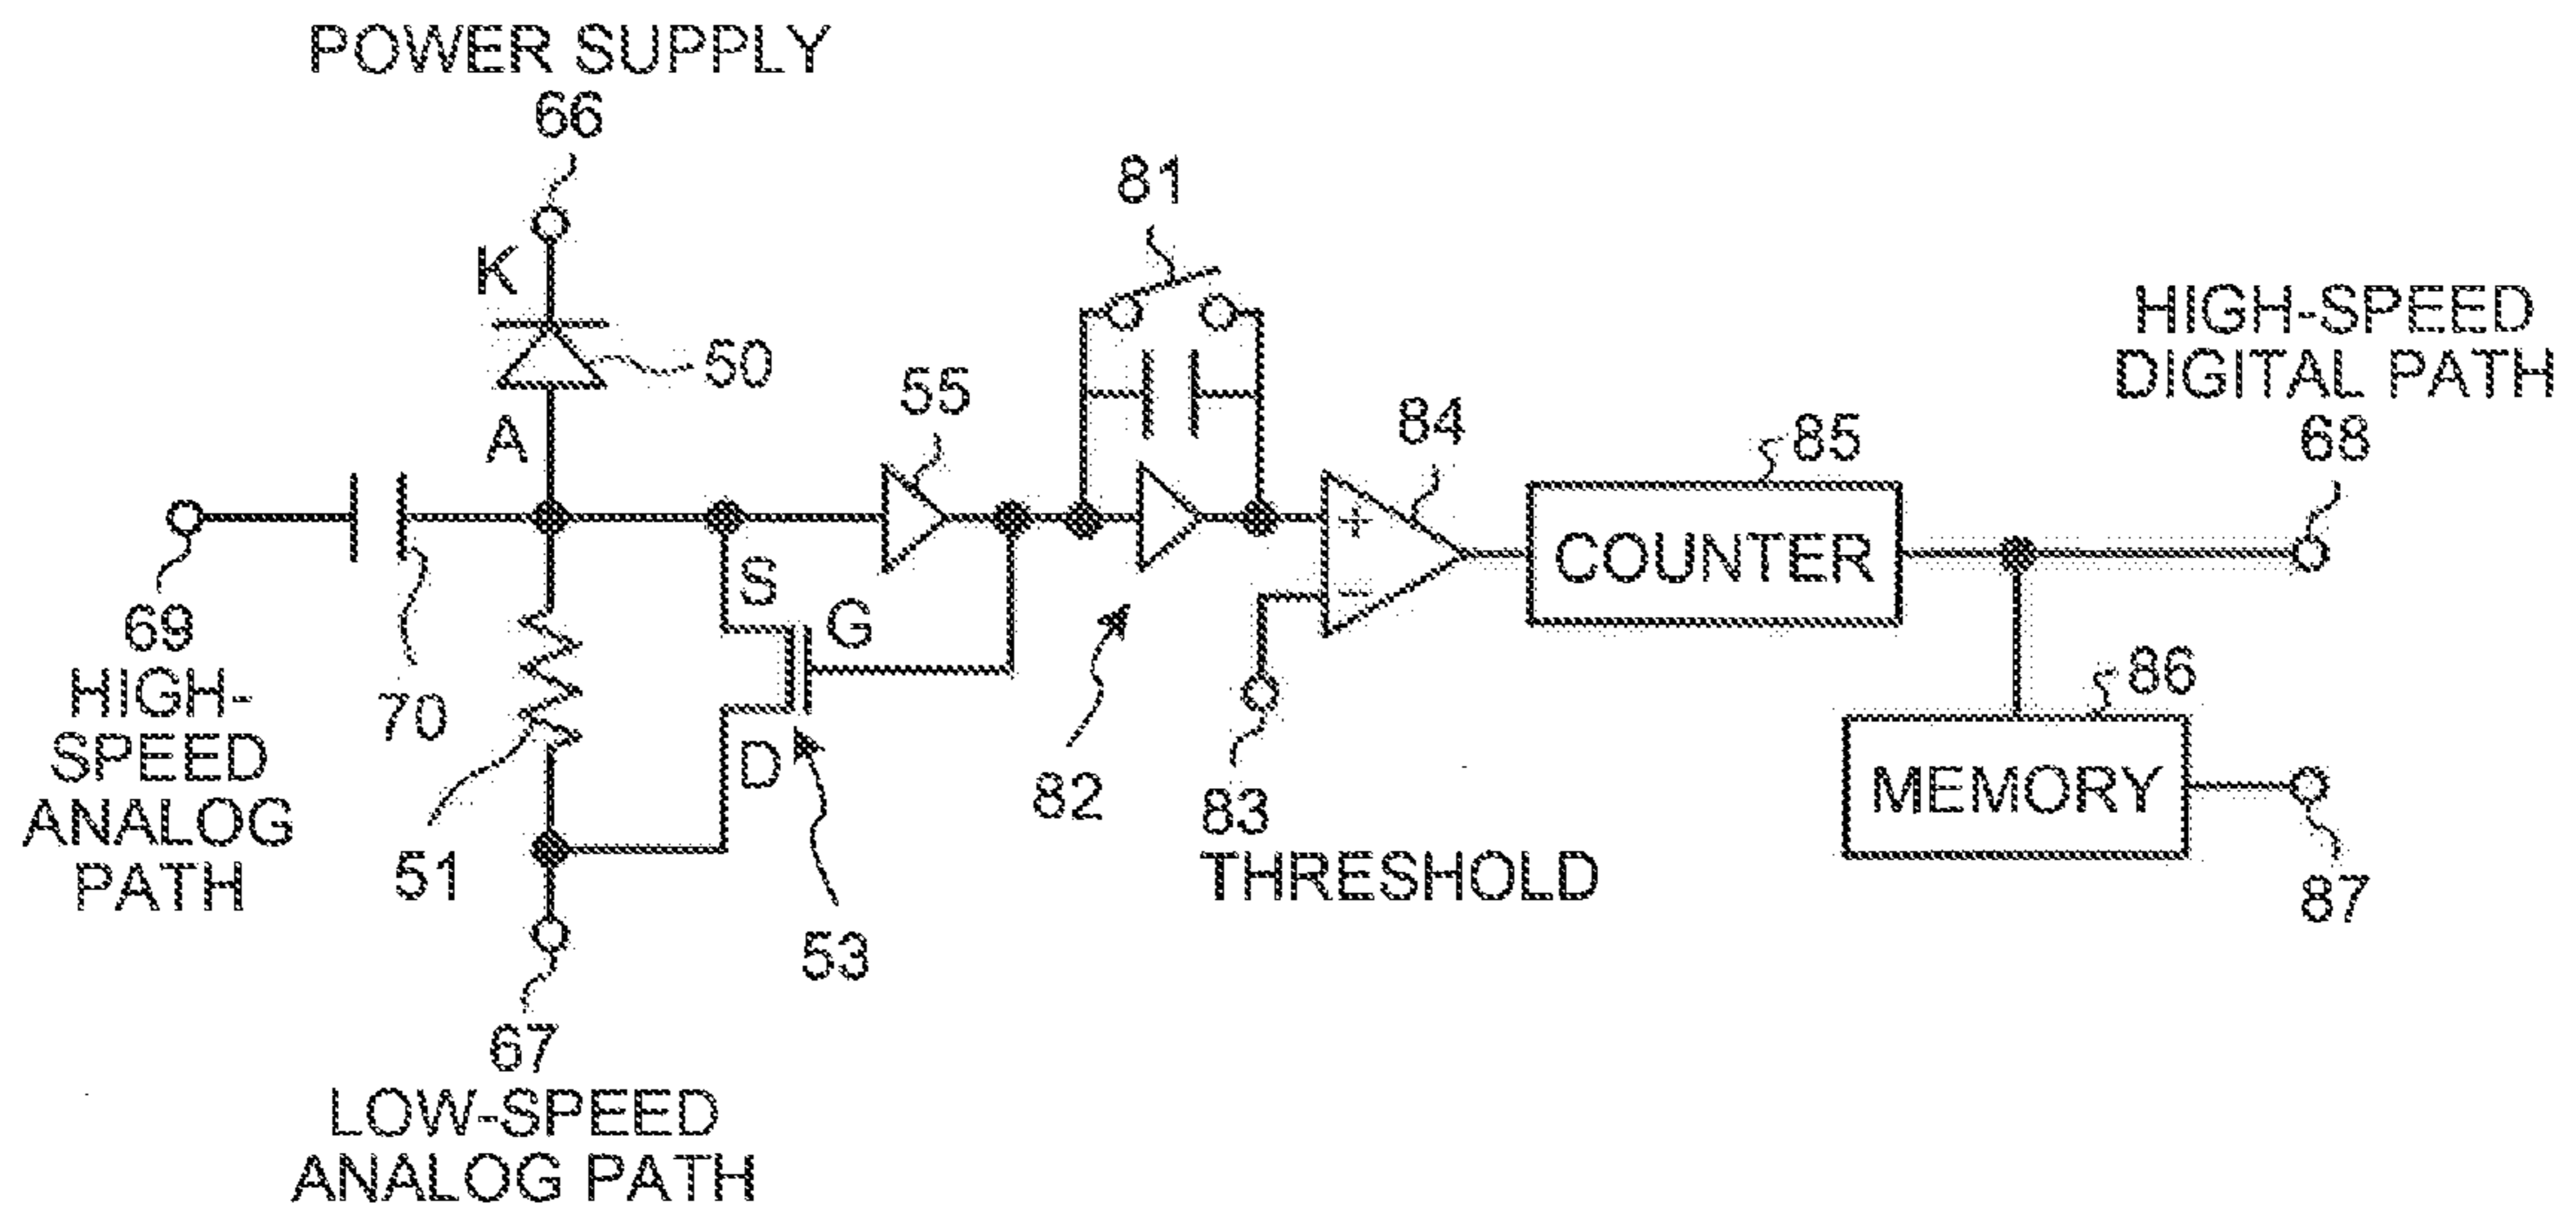 POWER SUPPLY
66
K
A
50
81
55
84
85
COUNTER
HIGH-SPEED
DIGITAL PATH
68
69
HIGH-
SPEED
ANALOG
PATH
70
51
S
G
D
53
82
+
−
83
THRESHOLD
86
MEMORY
87
67
LOW-SPEED
ANALOG PATH